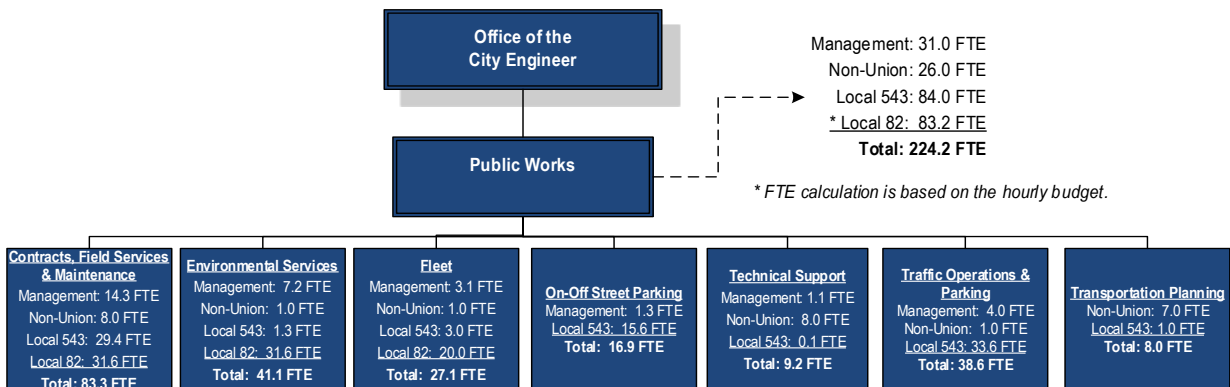 Office of the
City Engineer
Management: 31.0 FTE
Non-Union: 26.0 FTE
Local 543: 84.0 FTE
* Local 82: 83.2 FTE
Total: 224.2 FTE
Public Works
* FTE calculation is based on the hourly budget.
Contracts, Field Services
& Maintenance
Management: 14.3 FTE
Non-Union: 8.0 FTE
Local 543: 29.4 FTE
Local 82: 31.6 FTE
Total: 83.3 FTE
Environmental Services
Management: 7.2 FTE
Non-Union: 1.0 FTE
Local 543: 1.3 FTE
Local 82: 31.6 FTE
Total: 41.1 FTE
Fleet
Management: 3.1 FTE
Non-Union: 1.0 FTE
Local 543: 3.0 FTE
Local 82: 20.0 FTE
Total: 27.1 FTE
On-Off Street Parking
Management: 1.3 FTE
Local 543: 15.6 FTE
Total: 16.9 FTE
Technical Support
Management: 1.1 FTE
Non-Union: 8.0 FTE
Local 543: 0.1 FTE
Total: 9.2 FTE
Traffic Operations &
Parking
Management: 4.0 FTE
Non-Union: 1.0 FTE
Local 543: 33.6 FTE
Total: 38.6 FTE
Transportation Planning
Non-Union: 7.0 FTE
Local 543: 1.0 FTE
Total: 8.0 FTE